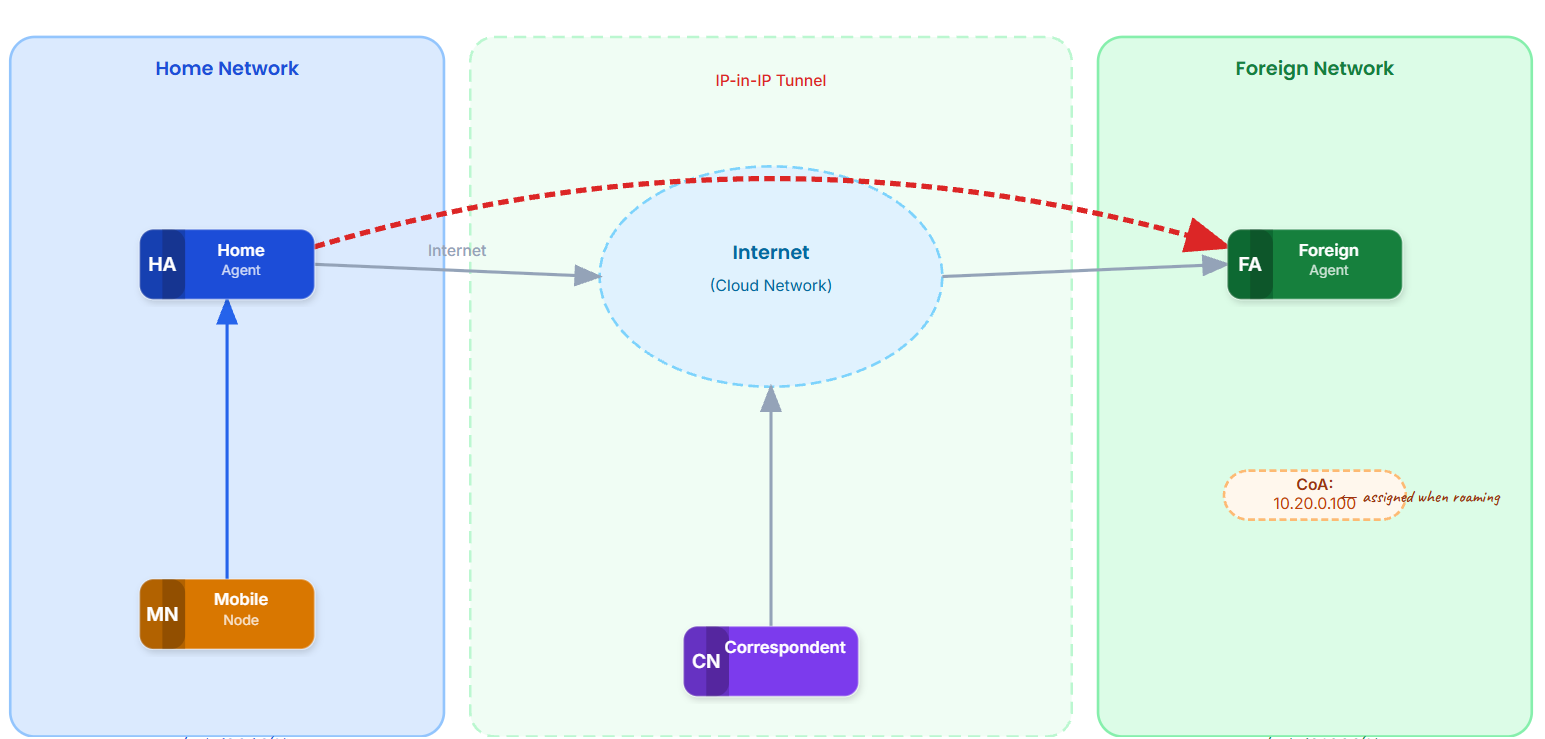 Home Network
IP-in-IP Tunnel
Foreign Network
Internet
HA
Home
Agent
Internet
(Cloud Network)
FA
Foreign
Agent
CoA:
10.20.0.100
← assigned when roaming
MN
Mobile
Node
CN
Correspondent